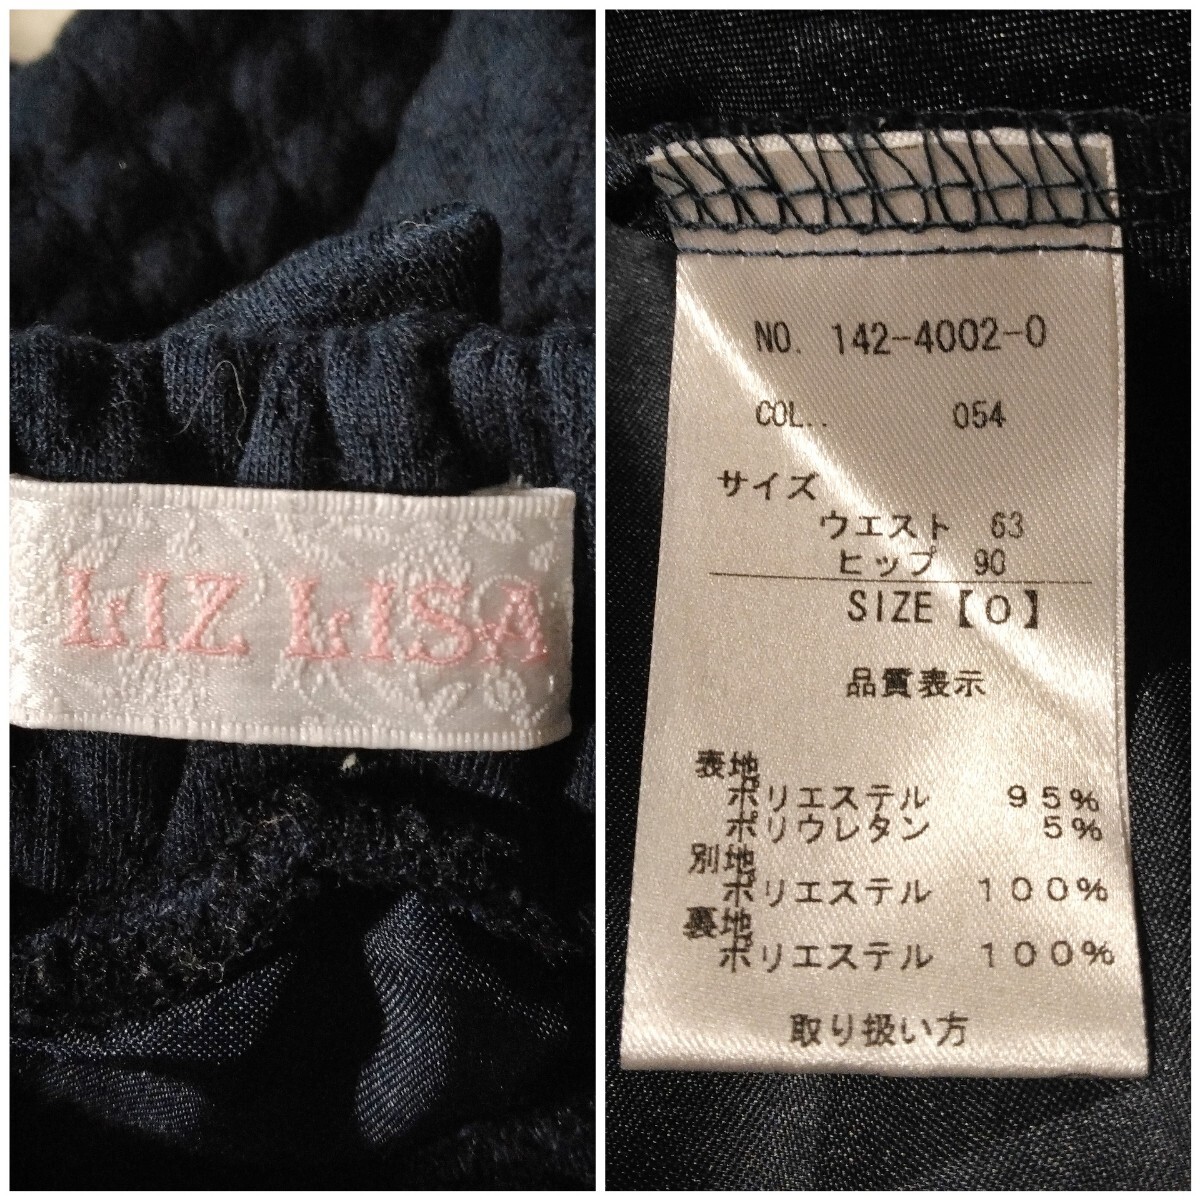 LIZ LISA
NO. 142-4002-0
COL.. 054
サイズ
ウエスト 63
ヒップ 90
SIZE【0】
品質表示
表地
ポリエステル 95%
ポリウレタン 5%
別地
ポリエステル 100%
裏地
ポリエステル 100%
取り扱い方